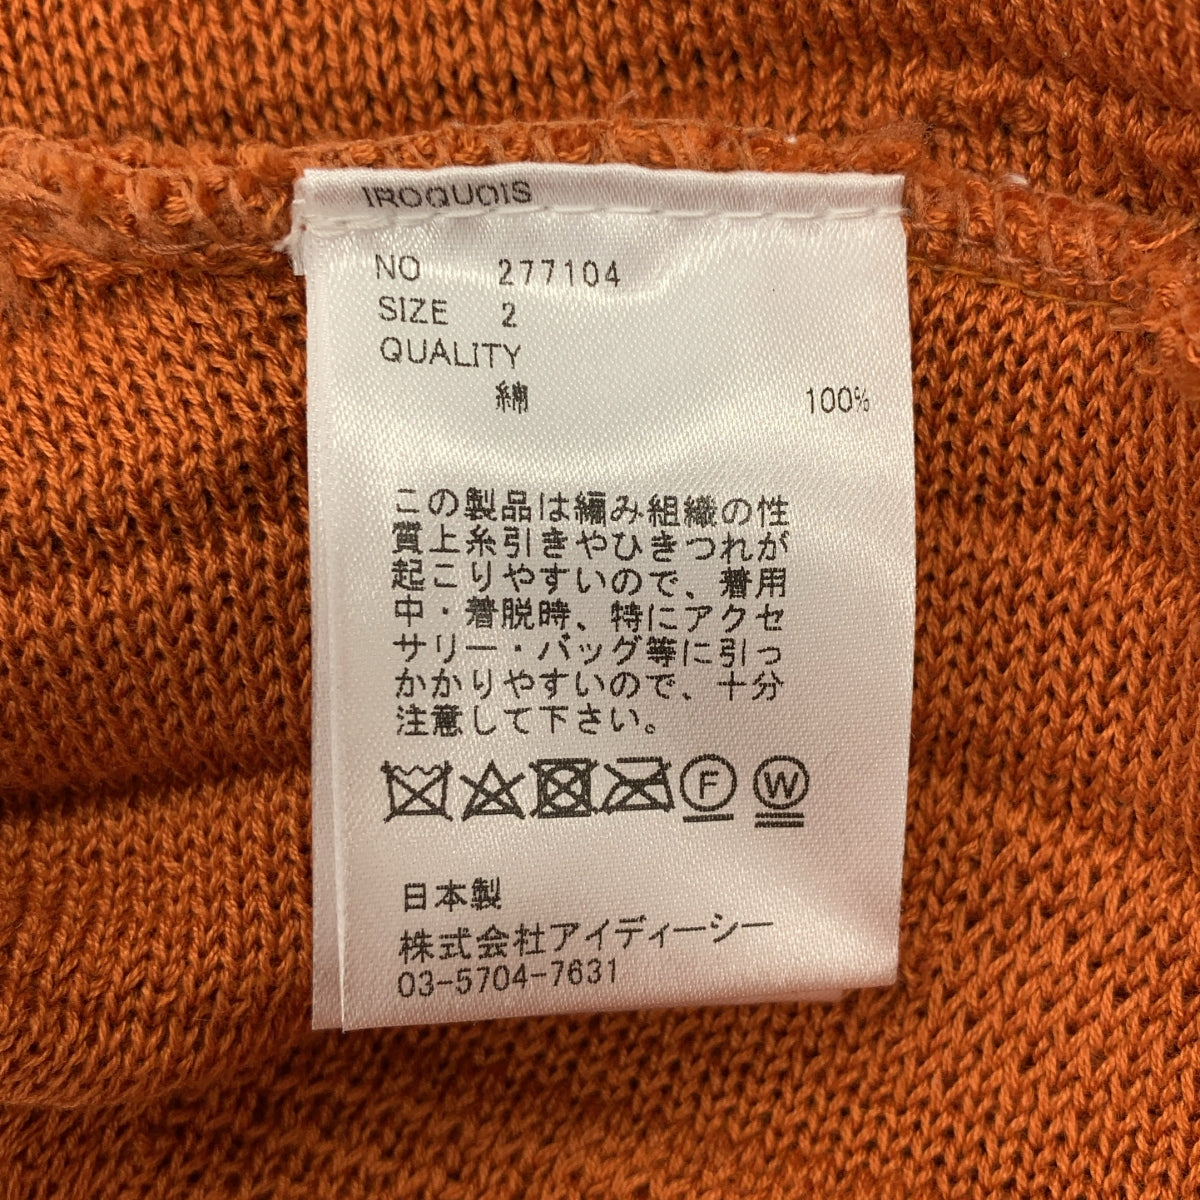 IROQUOIS
NO 277104
SIZE 2
QUALITY
綿 100%
この製品は編み組織の性
質上糸引きやひきつれが
起こりやすいので、着用
中・着脱時、特にアクセ
サリー・バッグ等に引っ
かかりやすいので、十分
注意して下さい。
F W
日本製
株式会社アイディーシー
03-5704-7631